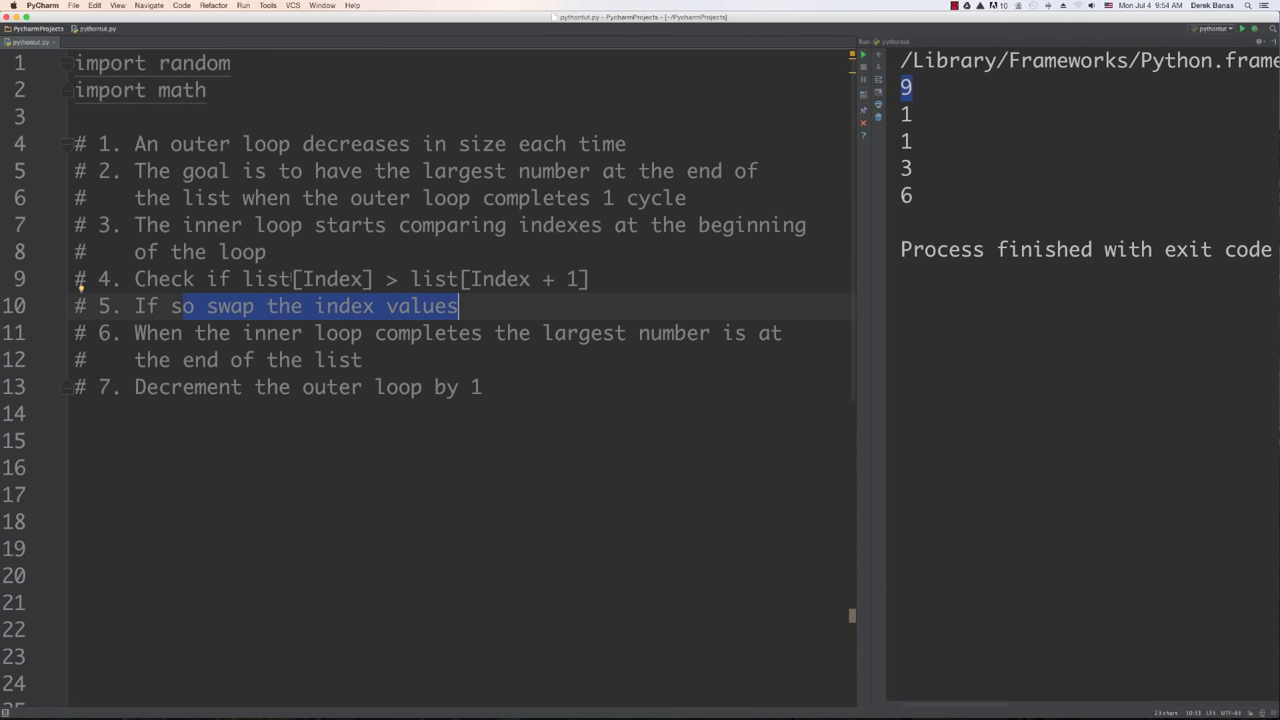 PyCharm File Edit View Navigate Code Refactor Run Tools VCS Window Help 10 Mon Jul 4 9:54 AM Derek Banas
pythontut.py - PycharmProjects - [~/PycharmProjects]
PycharmProjects pythontut.py pythontut
pythontut.py
Run: pythontut
1 import random
2 import math
3
4 # 1. An outer loop decreases in size each time
5 # 2. The goal is to have the largest number at the end of
6 # the list when the outer loop completes 1 cycle
7 # 3. The inner loop starts comparing indexes at the beginning
8 # of the loop
9 # 4. Check if list[Index] > list[Index + 1]
10 # 5. If so swap the index values
11 # 6. When the inner loop completes the largest number is at
12 # the end of the list
13 # 7. Decrement the outer loop by 1
14
15
16
17
18
19
20
21
22
23
24
/Library/Frameworks/Python.frame
9
1
1
3
6
Process finished with exit code
23 chars 10:33 LF UTF-8